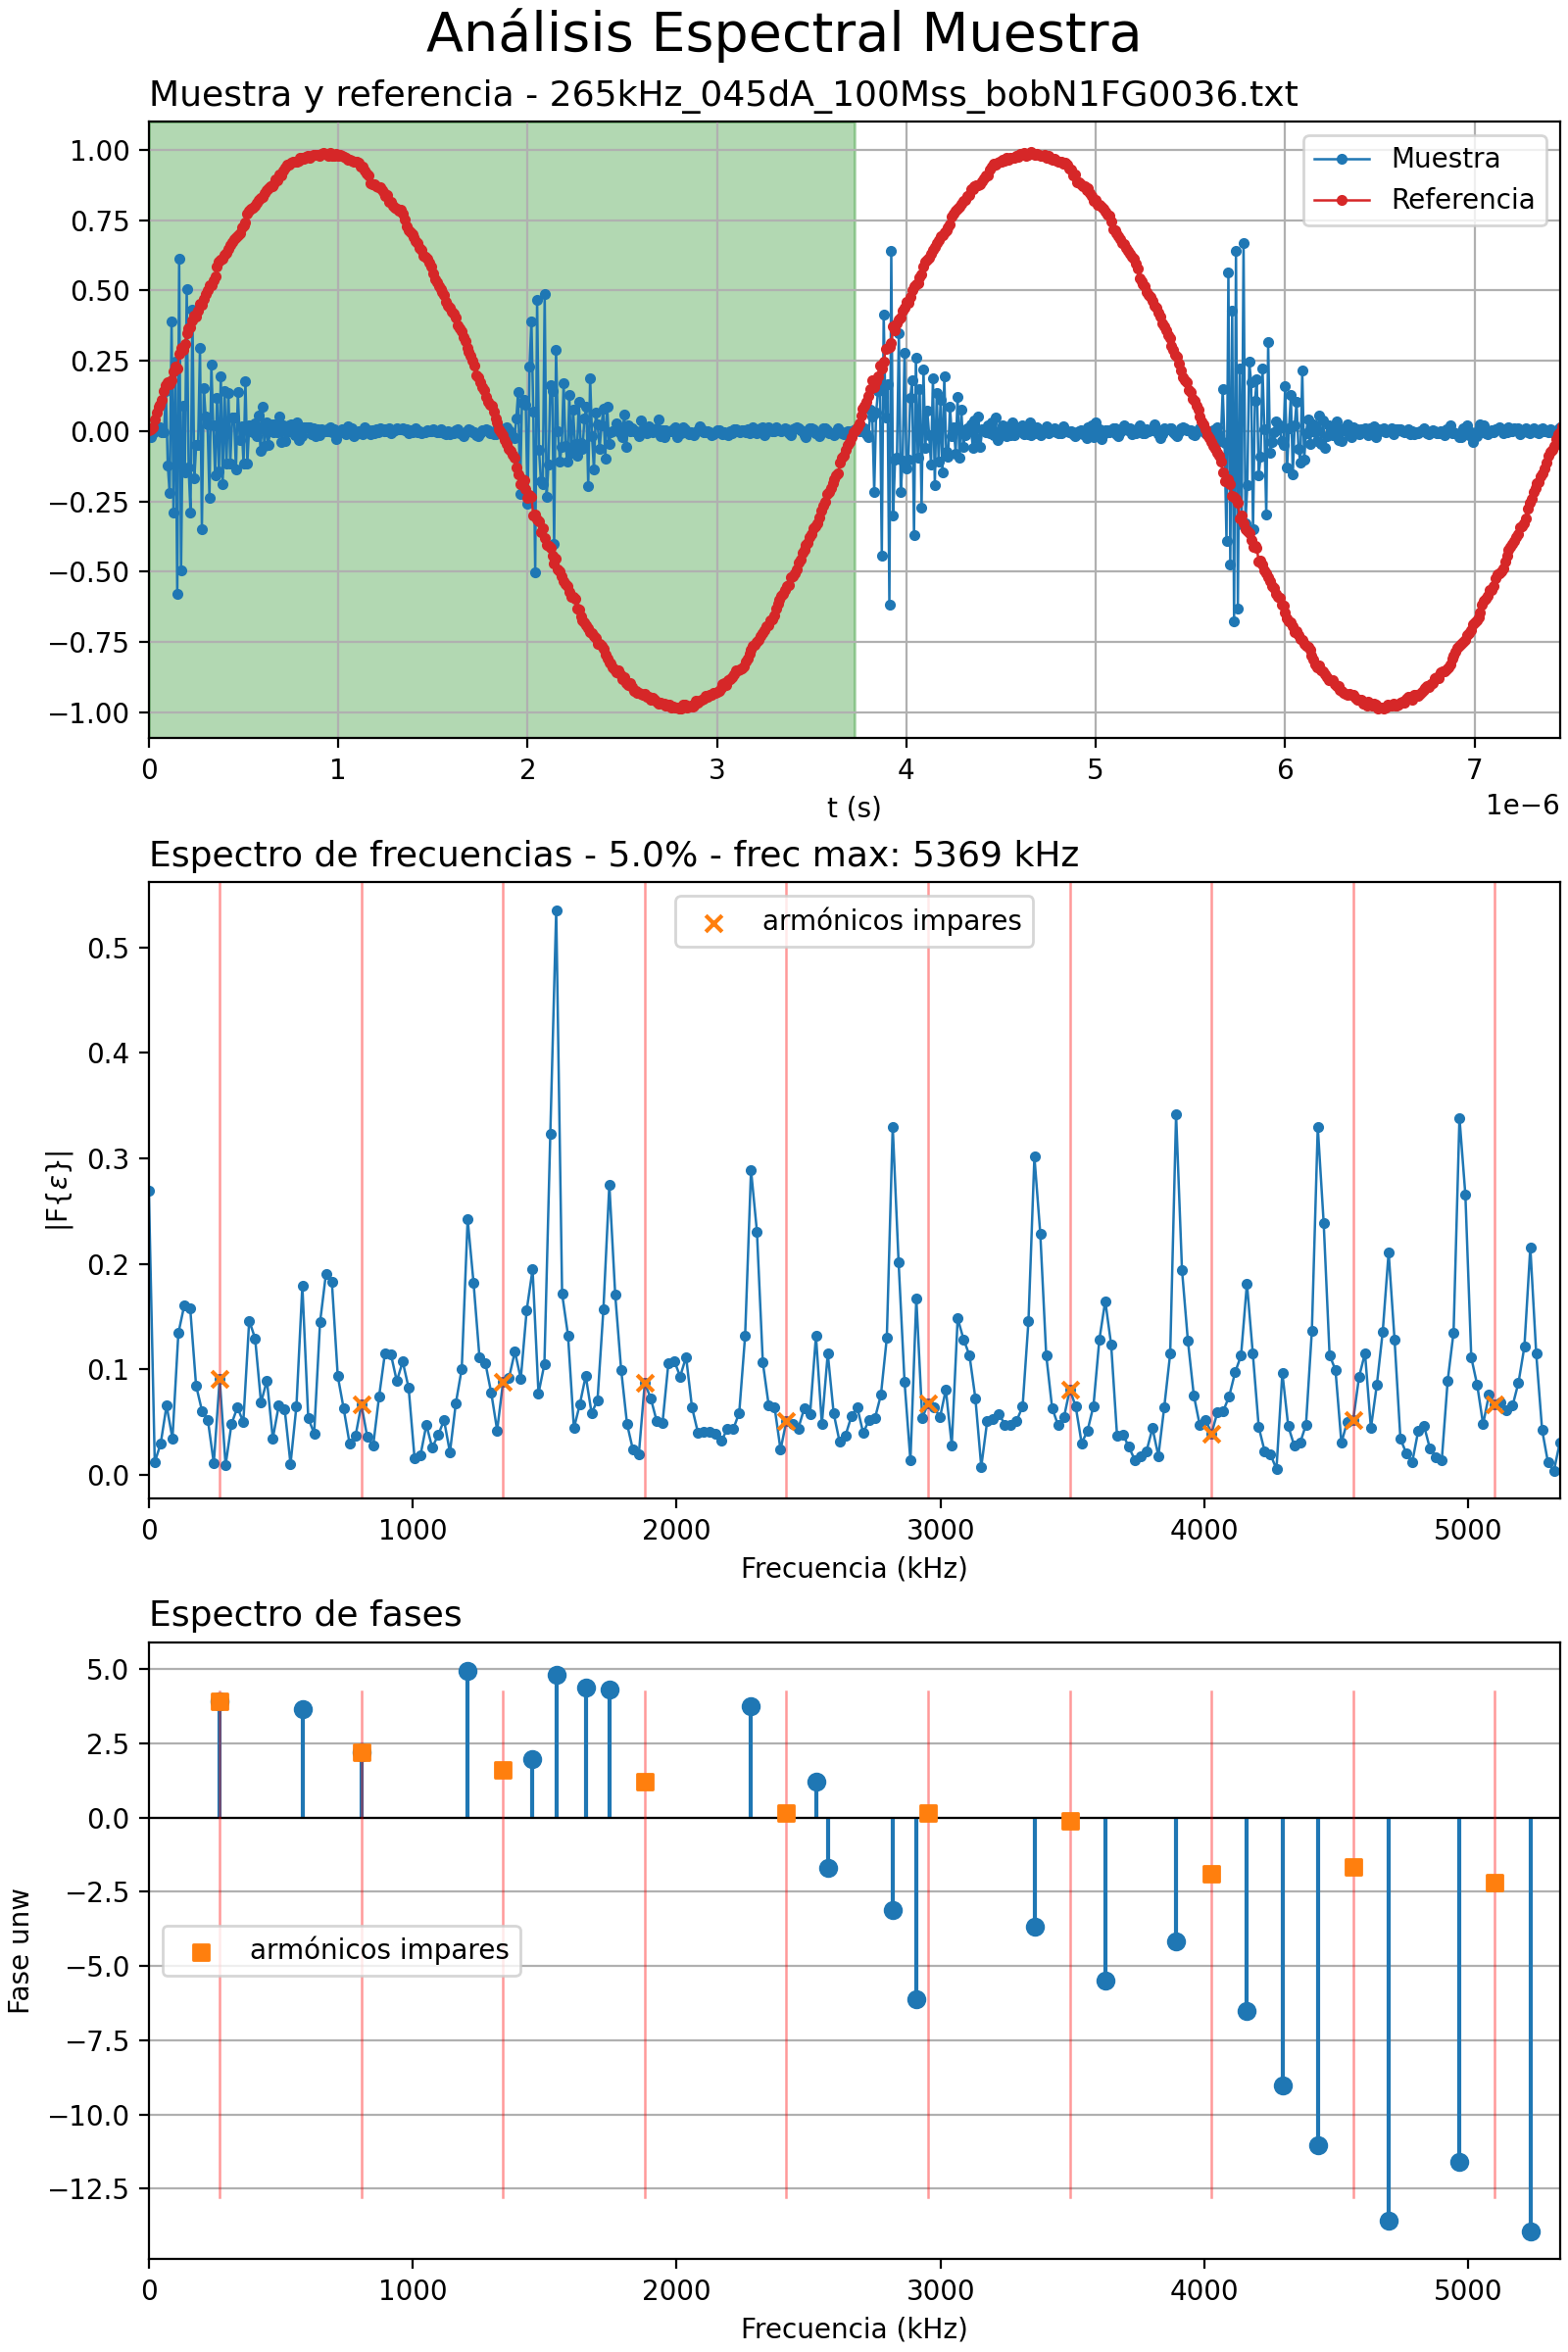 Análisis Espectral Muestra
Muestra y referencia - 265kHz_045dA_100Mss_bobN1FG0036.txt
1.00
0.75
0.50
0.25
0.00
−0.25
−0.50
−0.75
−1.00
Muestra
Referencia
0 1 2 3 4 5 6 7
t (s)
1e−6
Espectro de frecuencias - 5.0% - frec max: 5369 kHz
armónicos impares
|F{ε}|
0.5
0.4
0.3
0.2
0.1
0.0
0 1000 2000 3000 4000 5000
Frecuencia (kHz)
Espectro de fases
Fase unw
5.0
2.5
0.0
−2.5
−5.0
−7.5
−10.0
−12.5
armónicos impares
0 1000 2000 3000 4000 5000
Frecuencia (kHz)